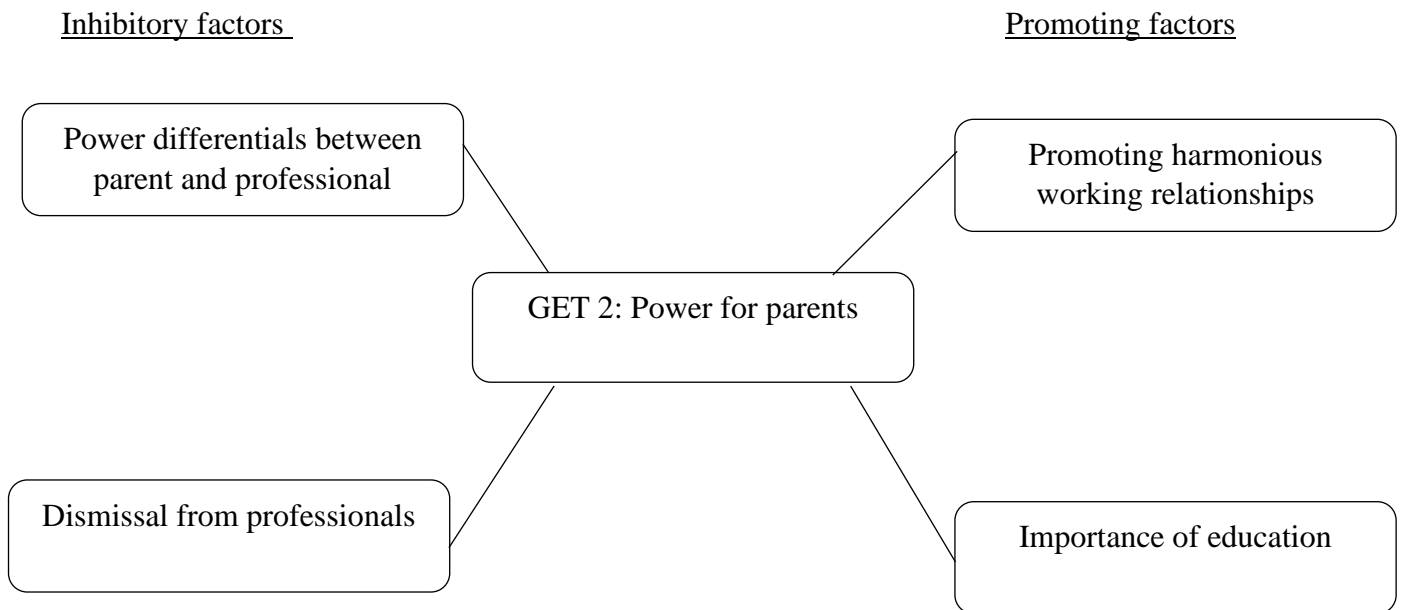 Inhibitory factors
Promoting factors
Power differentials between
parent and professional
Promoting harmonious
working relationships
GET 2: Power for parents
Dismissal from professionals
Importance of education